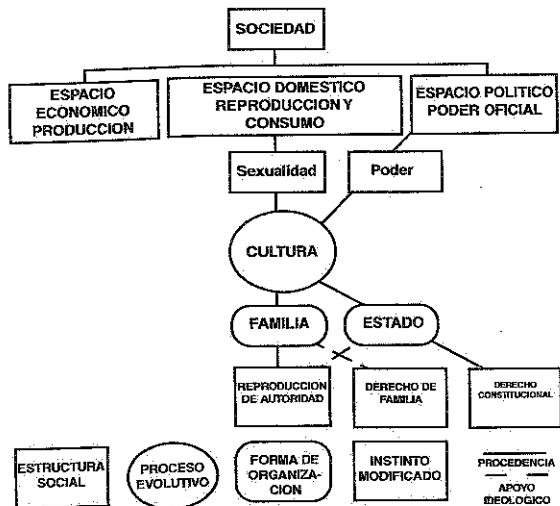 SOCIEDAD
ESPACIO
ECONOMICO
PRODUCCION
ESPACIO DOMESTICO
REPRODUCCION Y
CONSUMO
ESPACIO POLITICO
PODER OFICIAL
Sexualidad
Poder
CULTURA
FAMILIA
ESTADO
REPRODUCCION
DE AUTORIDAD
DERECHO DE
FAMILIA
DERECHO
CONSTITUCIONAL
ESTRUCTURA
SOCIAL
PROCESO
EVOLUTIVO
FORMA DE
ORGANIZA-
CION
INSTINTO
MODIFICADO
PROCEDENCIA
APOYO
IDEOLOGICO